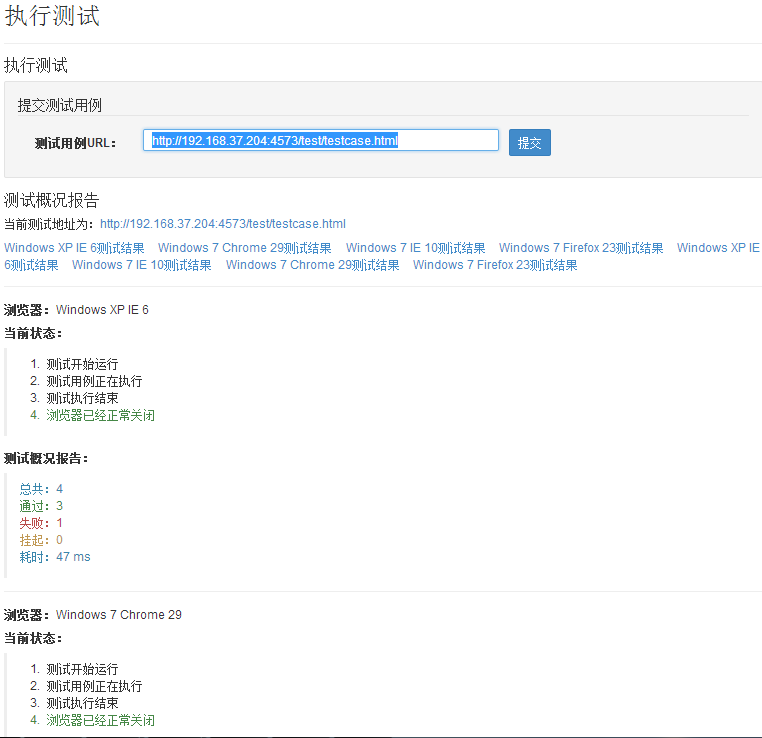 执行测试
执行测试
提交测试用例
测试用例URL： http://192.168.37.204:4573/test/testcase.html 提交
测试概况报告
当前测试地址为：http://192.168.37.204:4573/test/testcase.html
Windows XP IE 6测试结果 Windows 7 Chrome 29测试结果 Windows 7 IE 10测试结果 Windows 7 Firefox 23测试结果 Windows XP IE
6测试结果 Windows 7 IE 10测试结果 Windows 7 Chrome 29测试结果 Windows 7 Firefox 23测试结果
浏览器：Windows XP IE 6
当前状态：
1. 测试开始运行
2. 测试用例正在执行
3. 测试执行结束
4. 浏览器已经正常关闭
测试概况报告：
总共：4
通过：3
失败：1
挂起：0
耗时：47 ms
浏览器：Windows 7 Chrome 29
当前状态：
1. 测试开始运行
2. 测试用例正在执行
3. 测试执行结束
4. 浏览器已经正常关闭